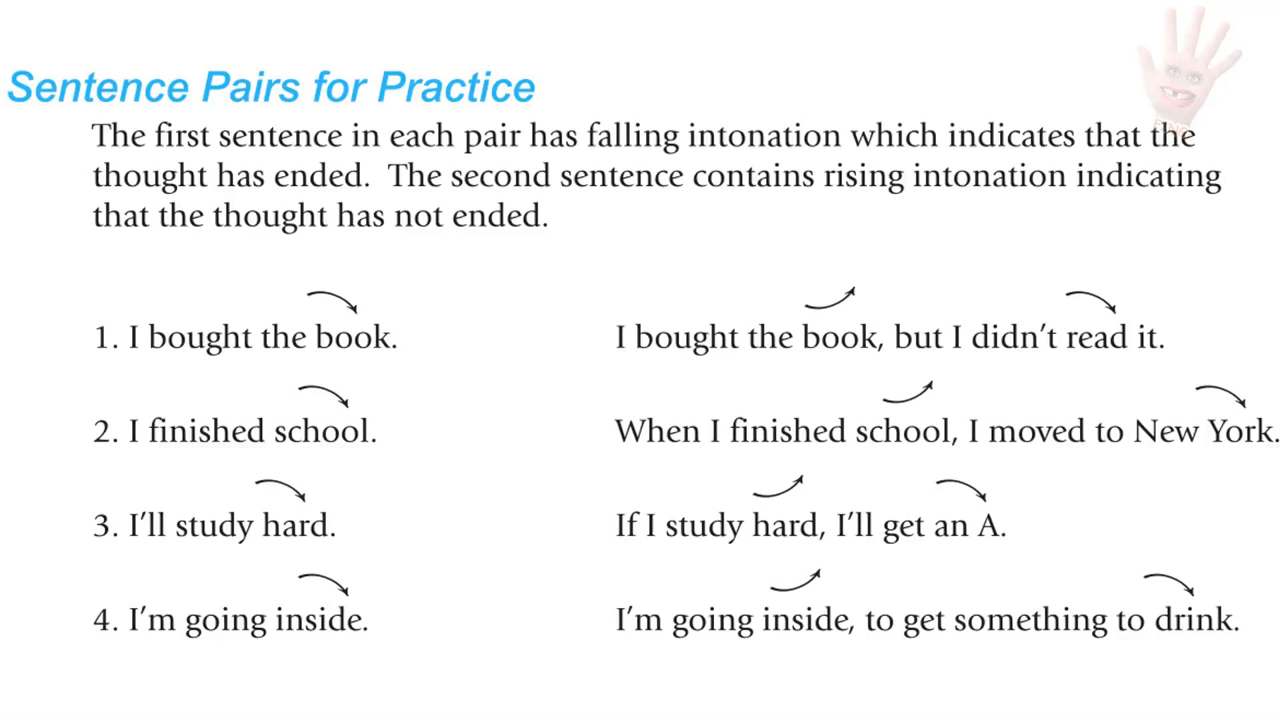 Sentence Pairs for Practice
The first sentence in each pair has falling intonation which indicates that the
thought has ended. The second sentence contains rising intonation indicating
that the thought has not ended.
1. I bought the book. I bought the book, but I didn't read it.
2. I finished school. When I finished school, I moved to New York.
3. I'll study hard. If I study hard, I'll get an A.
4. I'm going inside. I'm going inside, to get something to drink.